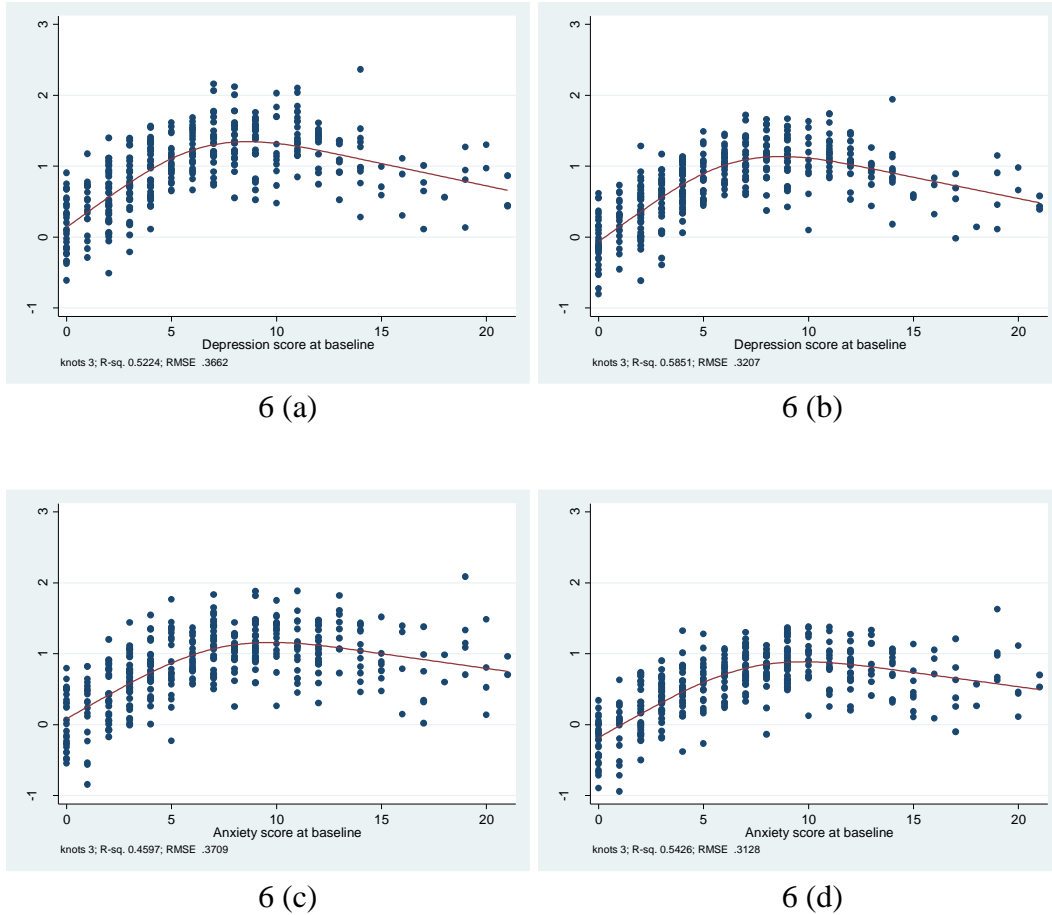 3
2
1
0
-1
0 5 10 15 20
Depression score at baseline
knots 3; R-sq. 0.5224; RMSE .3662
6 (a)
3
2
1
0
-1
0 5 10 15 20
Depression score at baseline
knots 3; R-sq. 0.5851; RMSE .3207
6 (b)
3
2
1
0
-1
0 5 10 15 20
Anxiety score at baseline
knots 3; R-sq. 0.4597; RMSE .3709
6 (c)
3
2
1
0
-1
0 5 10 15 20
Anxiety score at baseline
knots 3; R-sq. 0.5426; RMSE .3128
6 (d)